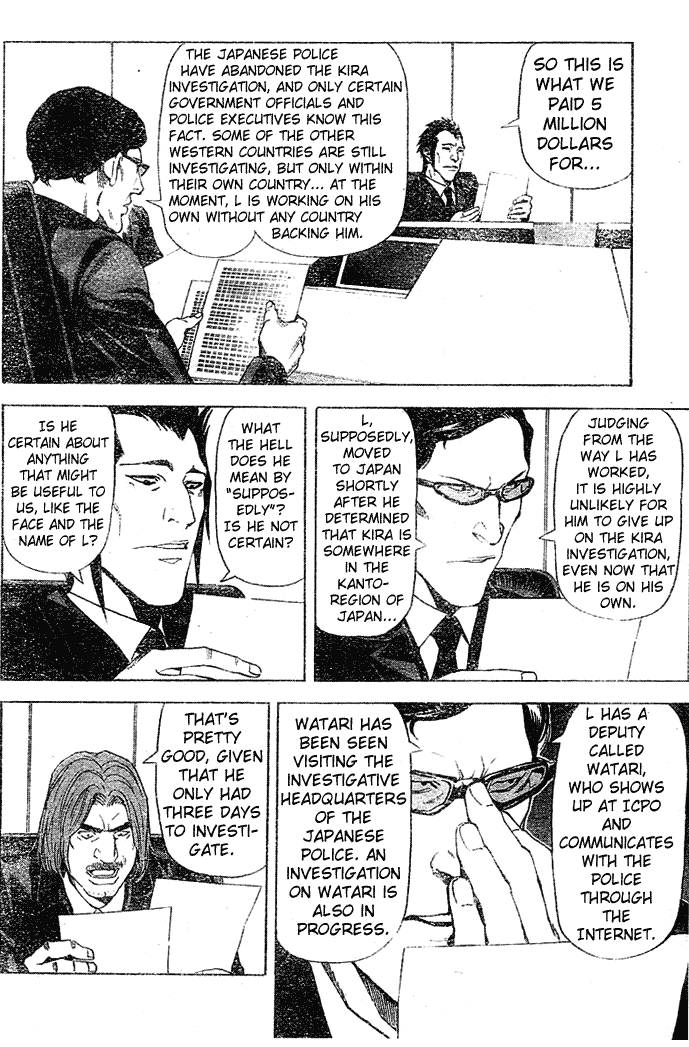 SO THIS IS
WHAT WE
PAID 5
MILLION
DOLLARS
FOR...
THE JAPANESE POLICE
HAVE ABANDONED THE KIRA
INVESTIGATION, AND ONLY CERTAIN
GOVERNMENT OFFICIALS AND
POLICE EXECUTIVES KNOW THIS
FACT. SOME OF THE OTHER
WESTERN COUNTRIES ARE STILL
INVESTIGATING, BUT ONLY WITHIN
THEIR OWN COUNTRY... AT THE
MOMENT, L IS WORKING ON HIS
OWN WITHOUT ANY COUNTRY
BACKING HIM.
JUDGING
FROM THE
WAY L HAS
WORKED,
IT IS HIGHLY
UNLIKELY FOR
HIM TO GIVE UP
ON THE KIRA
INVESTIGATION,
EVEN NOW THAT
HE IS ON HIS
OWN.
L,
SUPPOSEDLY,
MOVED
TO JAPAN
SHORTLY
AFTER HE
DETERMINED
THAT KIRA IS
SOMEWHERE
IN THE
KANTO-
REGION OF
JAPAN...
WHAT
THE HELL
DOES HE
MEAN BY
"SUPPOS-
EDLY"?
IS HE NOT
CERTAIN?
IS HE
CERTAIN ABOUT
ANYTHING
THAT MIGHT
BE USEFUL TO
US, LIKE THE
FACE AND THE
NAME OF L?
L HAS A
DEPUTY
CALLED
WATARI,
WHO SHOWS
UP AT ICPO
AND
COMMUNICATES
WITH THE
POLICE
THROUGH
THE
INTERNET.
WATARI HAS
BEEN SEEN
VISITING THE
INVESTIGATIVE
HEADQUARTERS
OF THE
JAPANESE
POLICE. AN
INVESTIGATION
ON WATARI IS
ALSO IN
PROGRESS.
THAT'S
PRETTY
GOOD, GIVEN
THAT HE
ONLY HAD
THREE DAYS
TO INVESTI-
GATE.